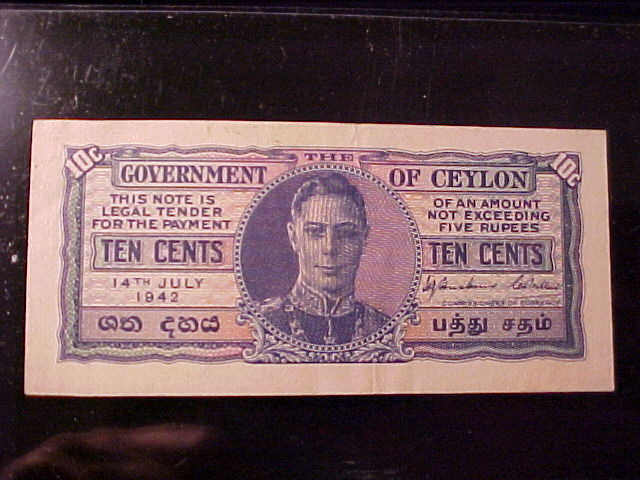 10c
THE
10c
GOVERNMENT OF CEYLON
THIS NOTE IS
LEGAL TENDER
FOR THE PAYMENT
OF AN AMOUNT
NOT EXCEEDING
FIVE RUPEES
TEN CENTS
TEN CENTS
14TH JULY
1942
COMMISSIONERS OF CURRENCY
ශත දහය
பத்து சதம்